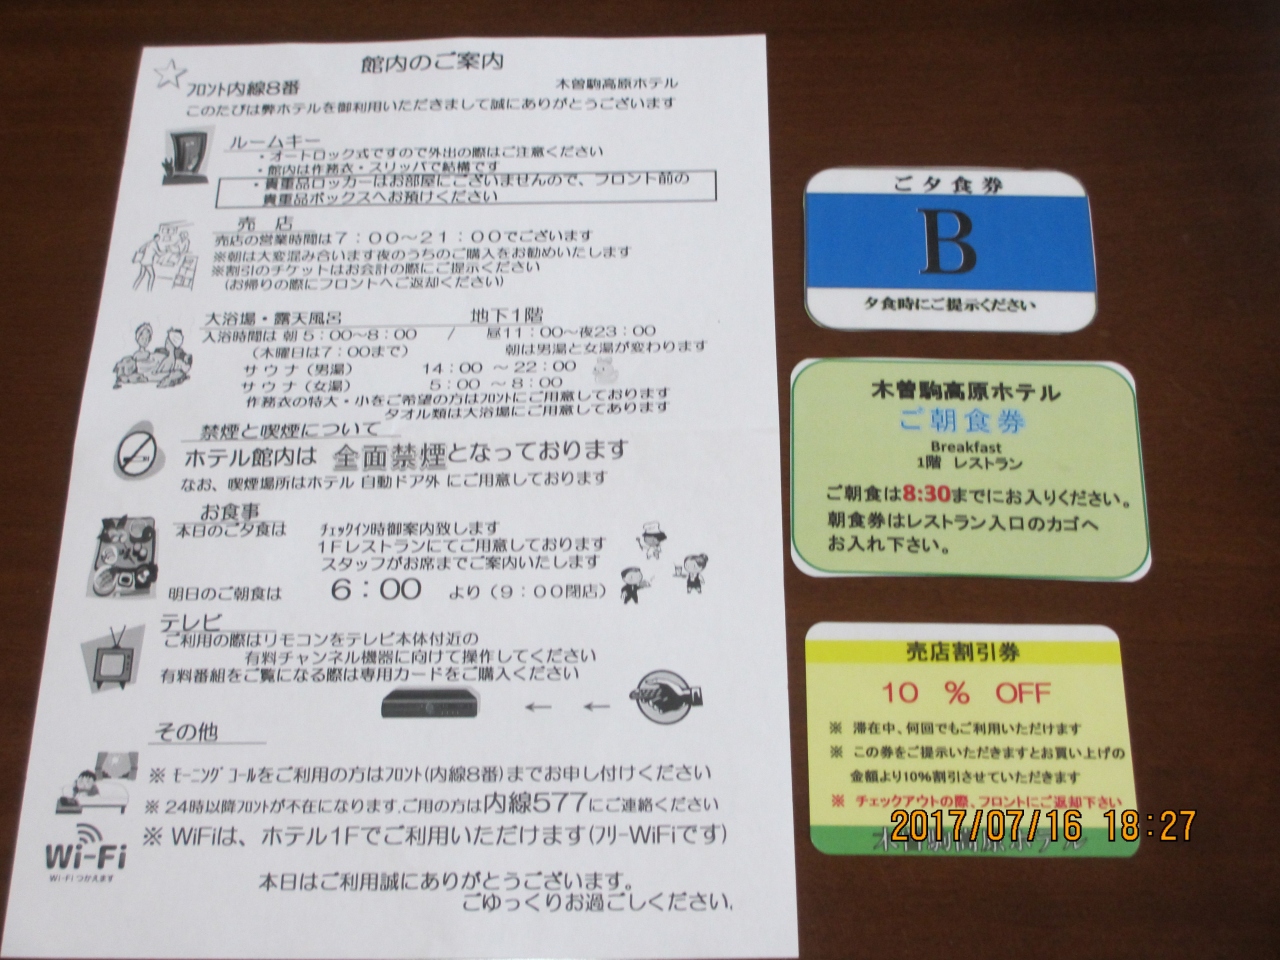 館内のご案内
フロント内線8番
木曽駒高原ホテル
このたびは弊ホテルを御利用いただきまして誠にありがとうございます
ルームキー
・オートロック式ですので外出の際はご注意ください
・館内は作務衣・スリッパで結構です
・貴重品ロッカーはお部屋にございませんので、フロント前の
貴重品ボックスへお預けください
売 店
売店の営業時間は7：00～21：00でございます
※朝は大変混み合います夜のうちのご購入をお勧めいたします
※割引のチケットはお会計の際にご提示ください
(お帰りの際にフロントへご返却ください)
大浴場・露天風呂 地下1階
入浴時間は 朝 5：00～8：00 / 昼11：00～夜23：00
(木曜日は7：00まで) 朝は男湯と女湯が変わります
サウナ (男湯) 14：00 ～22：00
サウナ (女湯) 5：00 ～ 8：00
作務衣の特大・小をご希望の方はフロントにご用意しております
タオル類は大浴場にご用意してあります
禁煙と喫煙について
ホテル館内は 全面禁煙となっております
なお、喫煙場所はホテル 自動ドア外 にご用意しております
お食事
本日のご夕食は チェックイン時御案内致します
1Fレストランにてご用意しております
スタッフがお席までご案内いたします
明日のご朝食は 6：00 より (9：00閉店)
テレビ
ご利用の際はリモコンをテレビ本体付近の
有料チャンネル機器に向けて操作してください
有料番組をご覧になる際は専用カードをご購入ください
← ←
その他
※ モーニングコールをご利用の方はフロント(内線8番)までお申し付けください
※ 24時以降フロントが不在になります.ご用の方は内線577にご連絡ください
Wi-Fi
Wi-Fi つかえます
※ WiFiは、ホテル1Fでご利用いただけます(フリーWiFiです)
本日はご利用誠にありがとうございます。
ごゆっくりお過ごしください.
ご夕食券
B
夕食時にご提示ください
木曽駒高原ホテル
ご朝食券
Breakfast
1階 レストラン
ご朝食は8:30までにお入りください。
朝食券はレストラン入口のカゴへ
お入れ下さい。
売店割引券
10 % OFF
※ 滞在中、何回でもご利用いただけます
※ この券をご提示いただきますとお買い上げの
金額より10%割引させていただきます
※ チェックアウトの際、フロントにご返却下さい
木曽駒高原ホテル
2017/07/16 18:27